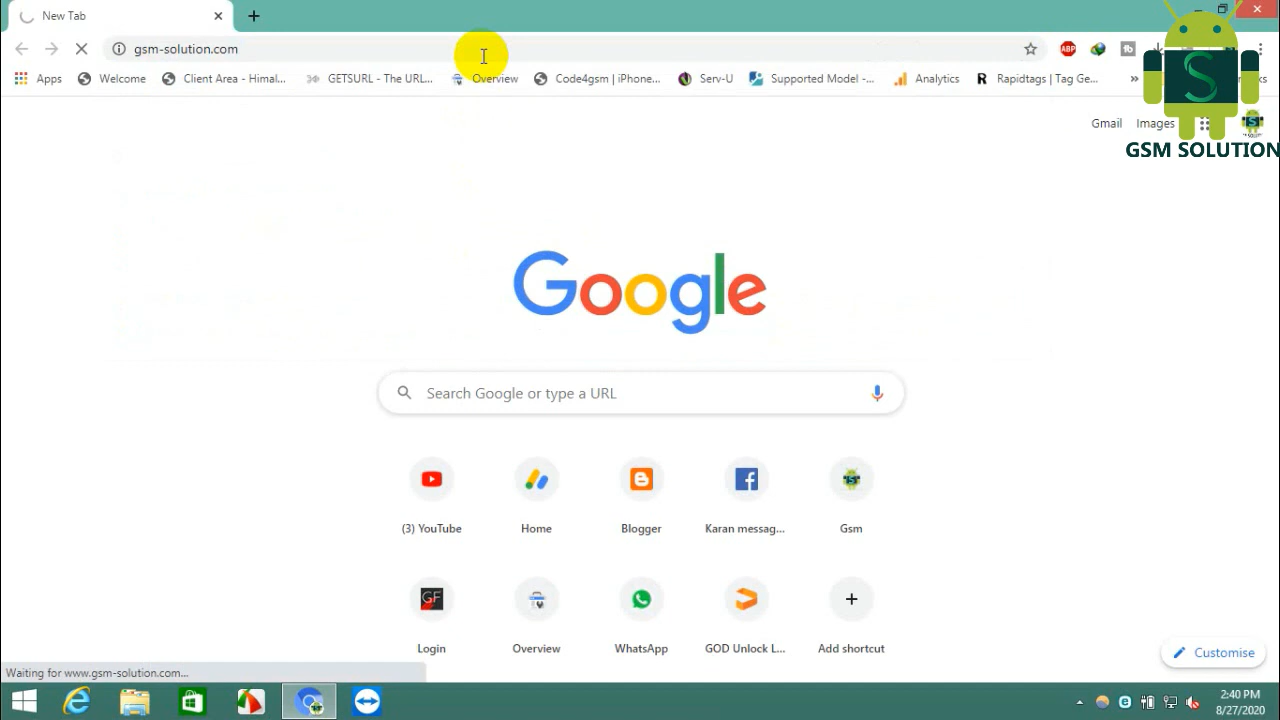 New Tab
gsm-solution.com
ABP
Apps
Welcome
Client Area - Himal...
GETSURL - The URL...
Overview
Code4gsm | iPhone...
Serv-U
Supported Model -...
Analytics
Rapidtags | Tag Ge...
»
Gmail
Images
S
GSM SOLUTION
Google
Search Google or type a URL
(3) YouTube
Home
Blogger
Karan messag...
Gsm
GF
Login
Overview
WhatsApp
GOD Unlock L...
Add shortcut
Customise
Waiting for www.gsm-solution.com...
2:40 PM
8/27/2020